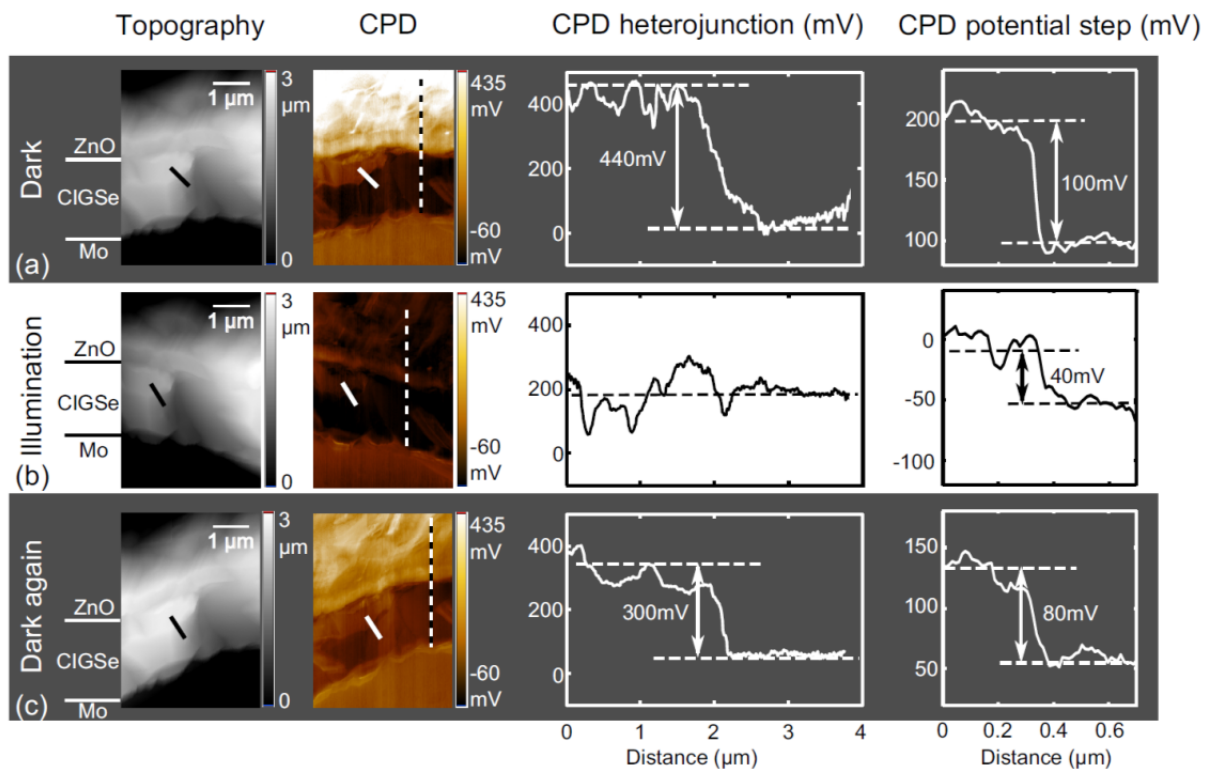 Topography CPD CPD heterojunction (mV) CPD potential step (mV)
Dark
(a)
ZnO
CIGSe
Mo
1 µm
3
µm
0
435
mV
-60
mV
400
200
0
440mV
200
150
100
100mV
Illumination
(b)
ZnO
CIGSe
Mo
1 µm
3
µm
0
435
mV
-60
mV
400
200
0
0
-50
-100
40mV
Dark again
(c)
ZnO
CIGSe
Mo
1 µm
3
µm
0
435
mV
-60
mV
400
200
0
300mV
0 1 2 3 4
Distance (µm)
150
100
50
80mV
0 0.2 0.4 0.6
Distance (µm)